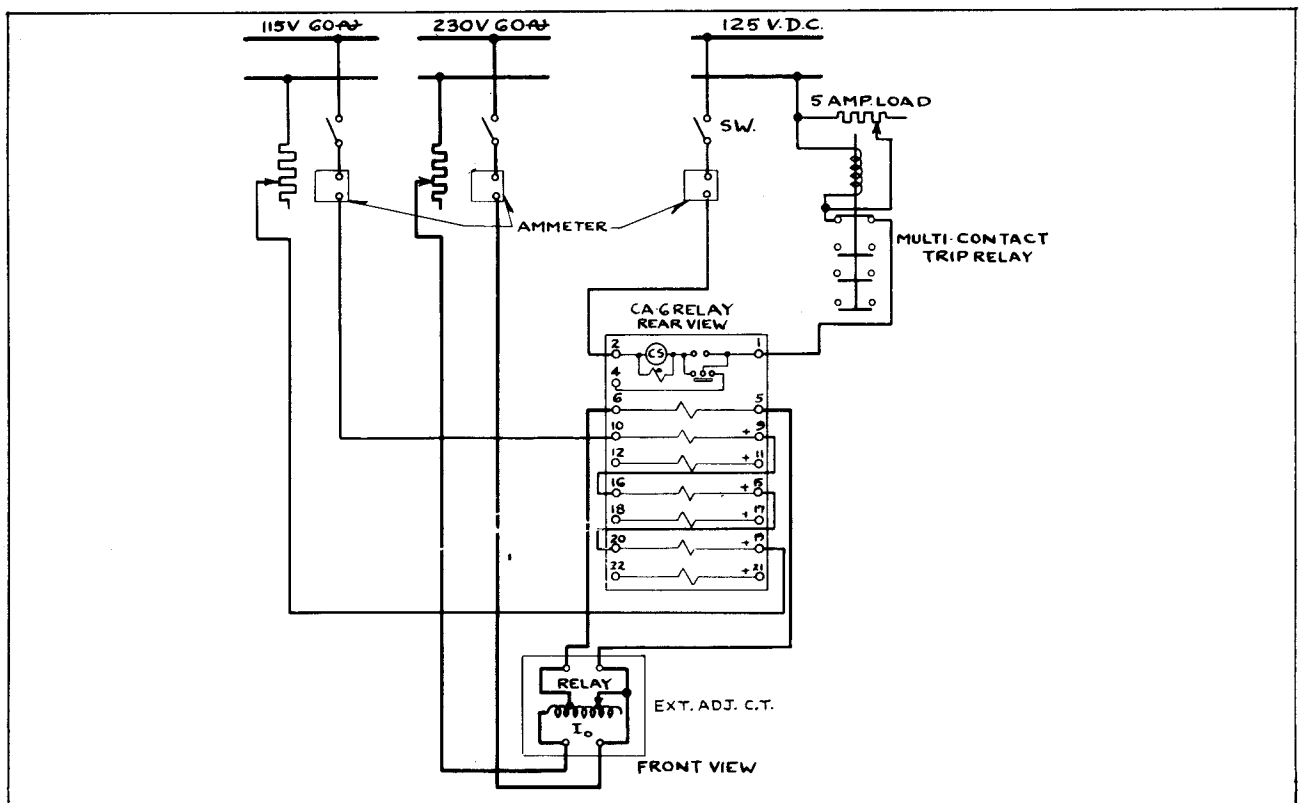 115V 60~
230V 60~
125 V.D.C.
5 AMP. LOAD
SW.
AMMETER
MULTI-CONTACT
TRIP RELAY
CA-6 RELAY
REAR VIEW
2 CS 1
4
6 5
10 + 9
12 + 11
16 + 15
18 + 17
20 + 19
22 + 21
RELAY
I₀
EXT. ADJ. C.T.
FRONT VIEW